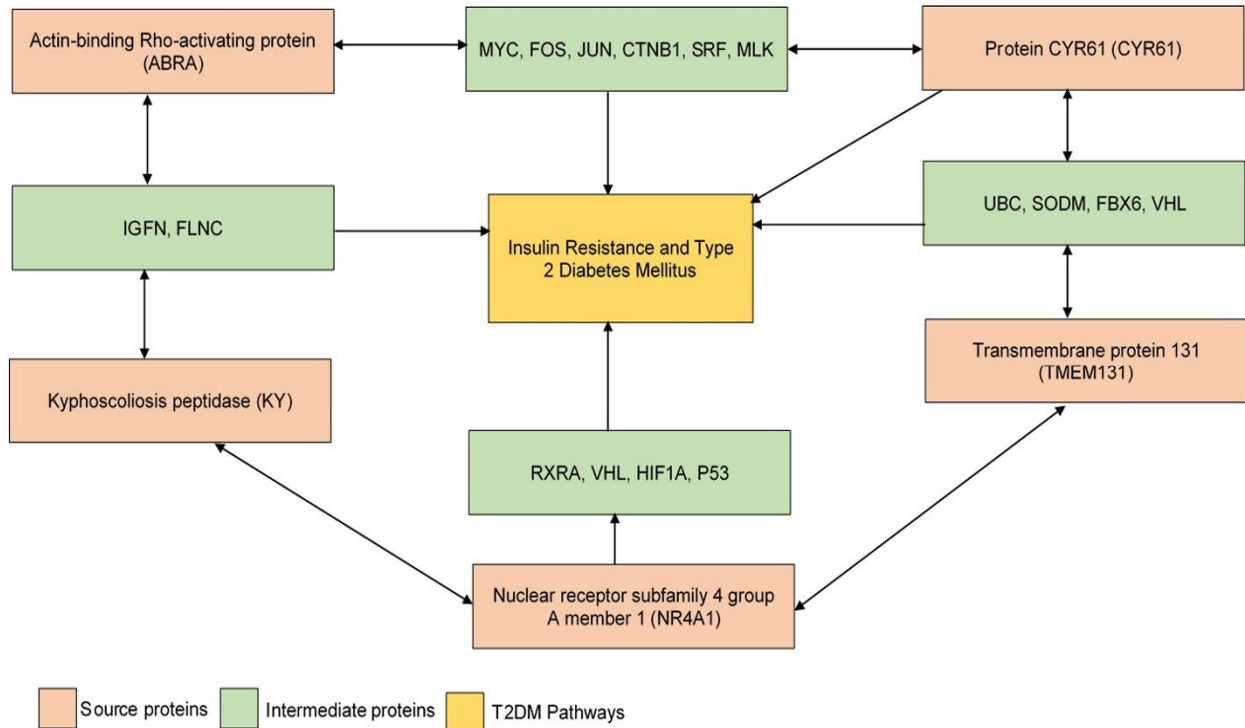 Actin-binding Rho-activating protein
(ABRA)
MYC, FOS, JUN, CTNB1, SRF, MLK
Protein CYR61 (CYR61)
IGFN, FLNC
Insulin Resistance and Type
2 Diabetes Mellitus
UBC, SODM, FBX6, VHL
Kyphoscoliosis peptidase (KY)
Transmembrane protein 131
(TMEM131)
RXRA, VHL, HIF1A, P53
Nuclear receptor subfamily 4 group
A member 1 (NR4A1)
Source proteins
Intermediate proteins
T2DM Pathways